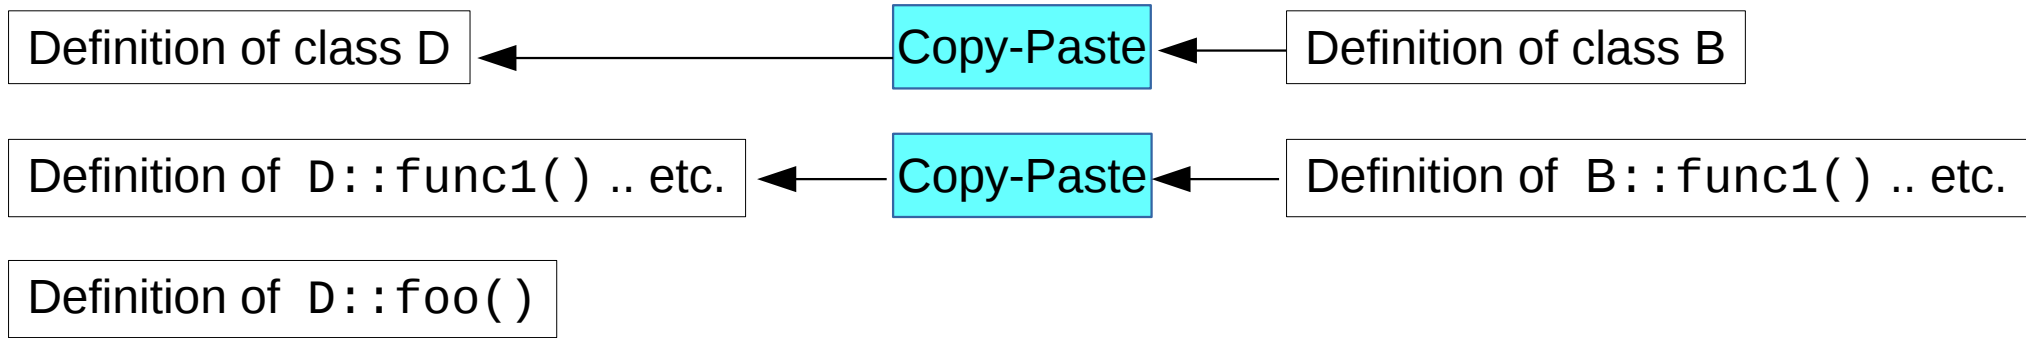 Definition of class D
Copy-Paste
Definition of class B
Definition of D::func1() .. etc.
Copy-Paste
Definition of B::func1() .. etc.
Definition of D::foo()